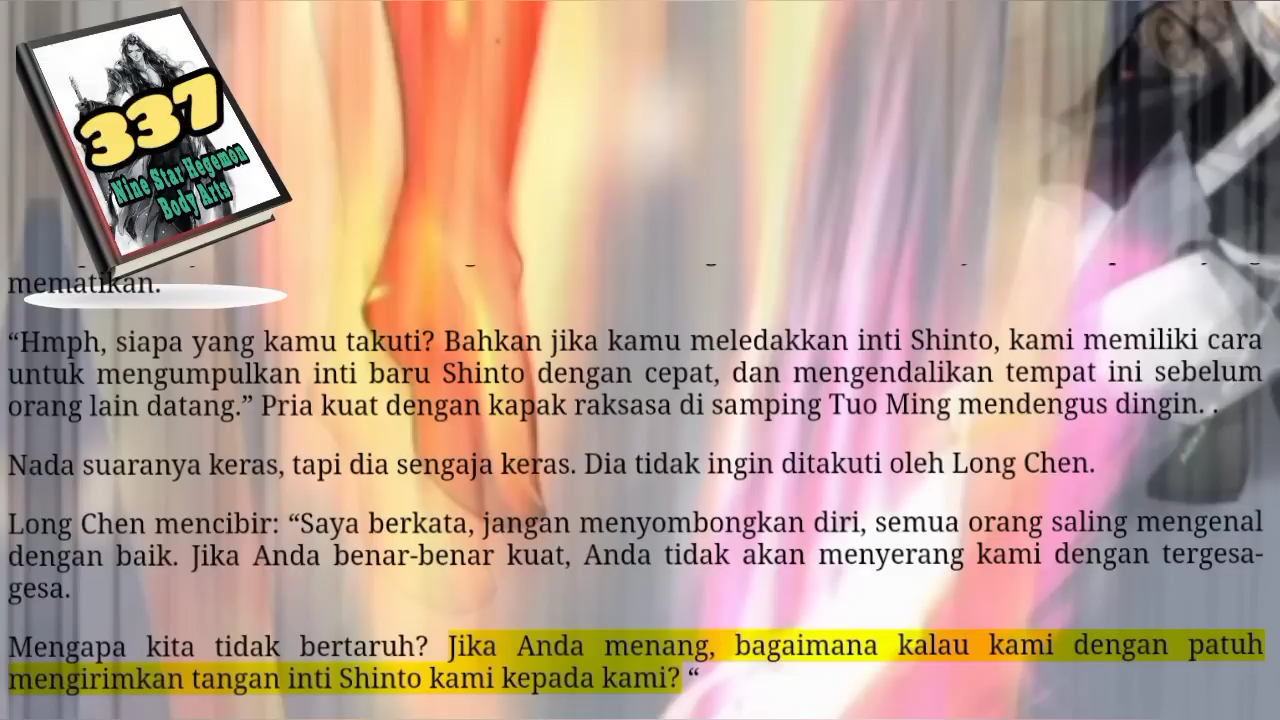 337
Nine Star Hegemon
Body Arts
mematikan.
“Hmph, siapa yang kamu takuti? Bahkan jika kamu meledakkan inti Shinto, kami memiliki cara
untuk mengumpulkan inti baru Shinto dengan cepat, dan mengendalikan tempat ini sebelum
orang lain datang.” Pria kuat dengan kapak raksasa di samping Tuo Ming mendengus dingin. .
Nada suaranya keras, tapi dia sengaja keras. Dia tidak ingin ditakuti oleh Long Chen.
Long Chen mencibir: “Saya berkata, jangan menyombongkan diri, semua orang saling mengenal
dengan baik. Jika Anda benar-benar kuat, Anda tidak akan menyerang kami dengan tergesa-
gesa.
Mengapa kita tidak bertaruh? Jika Anda menang, bagaimana kalau kami dengan patuh
mengirimkan tangan inti Shinto kami kepada kami? “